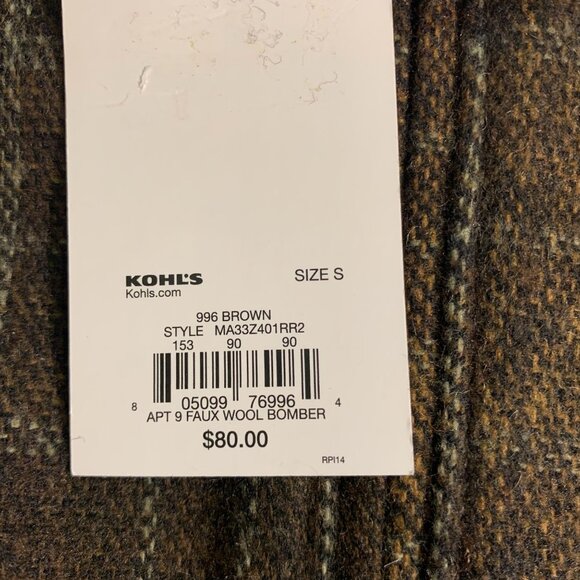 KOHL'S SIZE S
Kohls.com
996 BROWN
STYLE MA33Z401RR2
153 90 90
8 05099 76996 4
APT 9 FAUX WOOL BOMBER
$80.00
RPI14